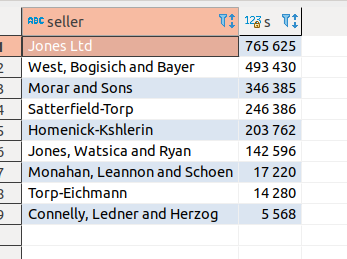 ABC seller 123 s
1 Jones Ltd 765 625
2 West, Bogisich and Bayer 493 430
3 Morar and Sons 346 385
4 Satterfield-Torp 246 386
5 Homenick-Kshlerin 203 762
6 Jones, Watsica and Ryan 142 596
7 Monahan, Leannon and Schoen 17 220
8 Torp-Eichmann 14 280
9 Connelly, Ledner and Herzog 5 568